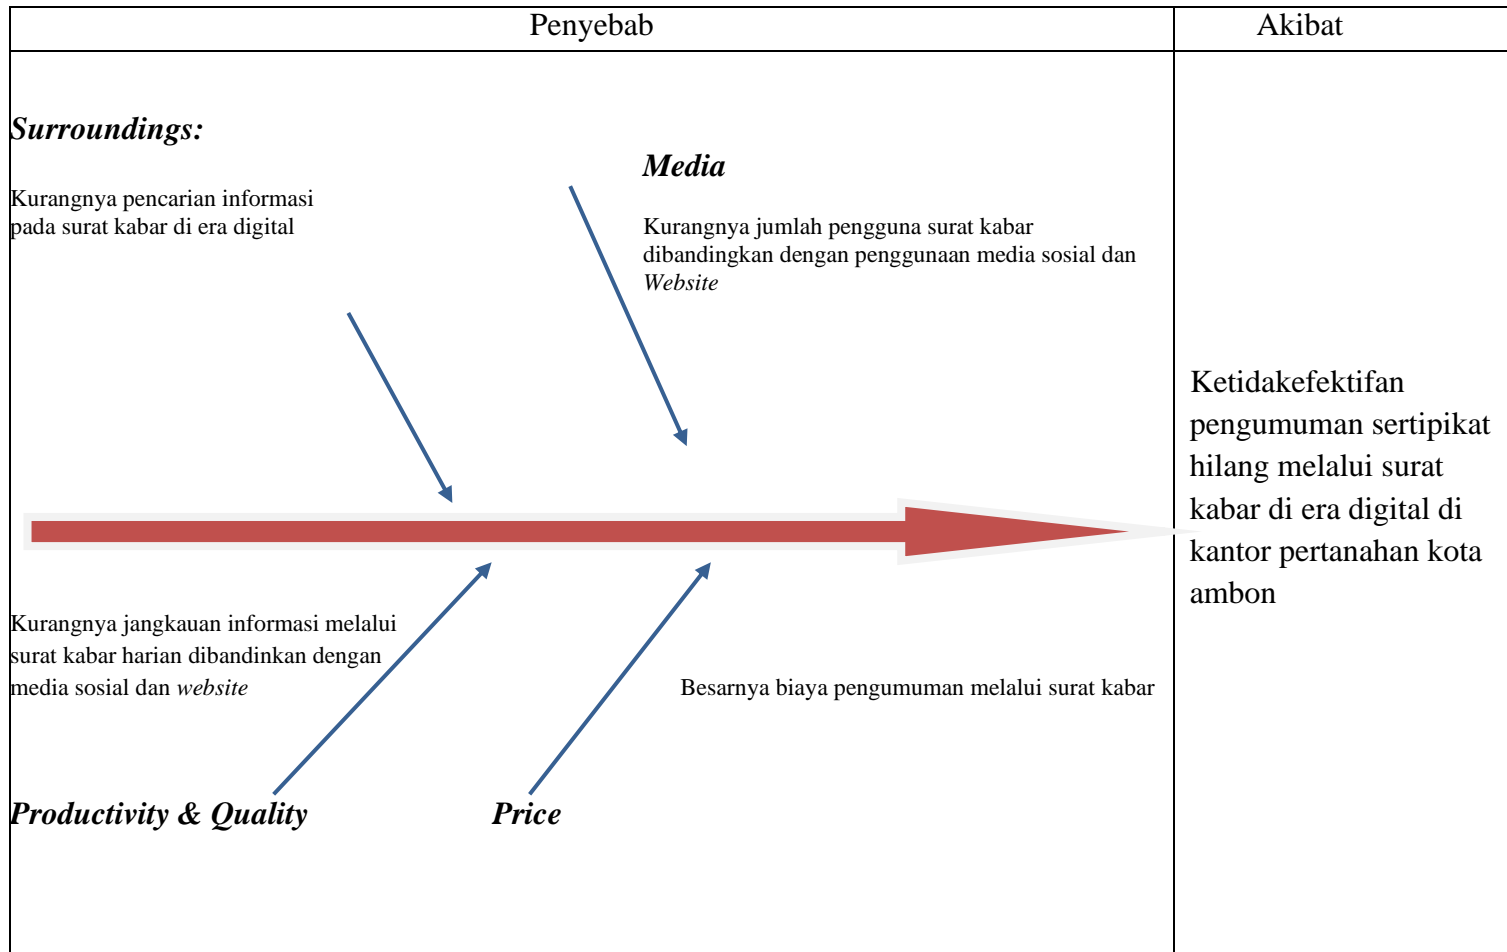 Penyebab
Akibat
Surroundings:
Kurangnya pencarian informasi
pada surat kabar di era digital
Media
Kurangnya jumlah pengguna surat kabar
dibandingkan dengan penggunaan media sosial dan
Website
Kurangnya jangkauan informasi melalui
surat kabar harian dibandinkan dengan
media sosial dan website
Productivity & Quality
Besarnya biaya pengumuman melalui surat kabar
Price
Ketidakefektifan
pengumuman sertipikat
hilang melalui surat
kabar di era digital di
kantor pertanahan kota
ambon